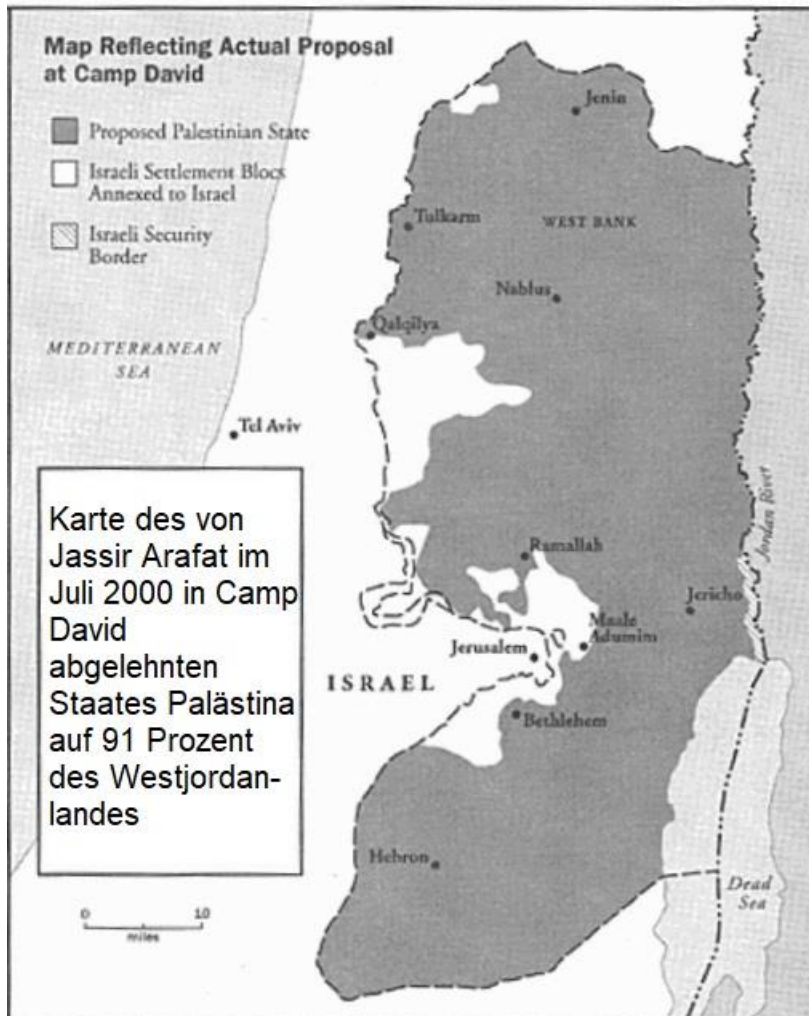 Map Reflecting Actual Proposal
at Camp David
Proposed Palestinian State
Israeli Settlement Blocs
Annexed to Israel
Israeli Security
Border
Jenin
Tulkarm
WEST BANK
Nablus
Qalqilya
MEDITERRANEAN
SEA
Tel Aviv
Karte des von
Jassir Arafat im
Juli 2000 in Camp
David
abgelehnten
Staates Palästina
auf 91 Prozent
des Westjordan-
landes
Jordan River
Ramallah
Jericho
Maale
Adumim
Jerusalem
ISRAEL
Bethlehem
Hebron
Dead
Sea
0 10
miles